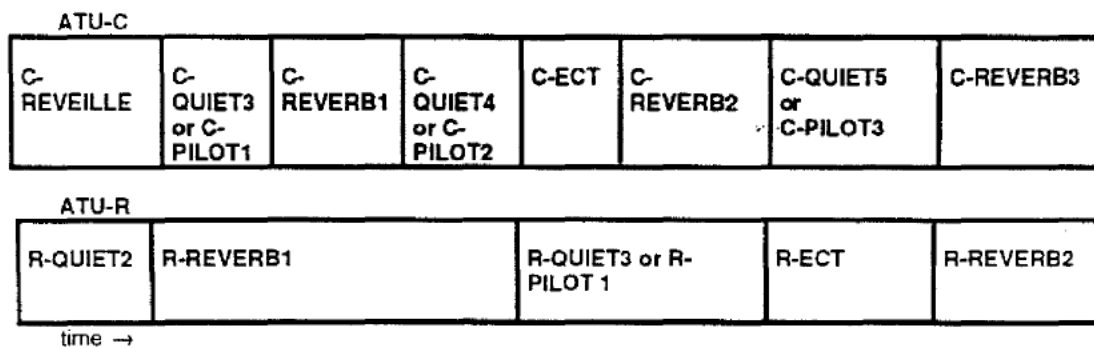 ATU-C
C-REVEILLE
C-QUIET3 or C-PILOT1
C-REVERB1
C-QUIET4 or C-PILOT2
C-ECT
C-REVERB2
C-QUIET5 or C-PILOT3
C-REVERB3
ATU-R
R-QUIET2
R-REVERB1
R-QUIET3 or R-PILOT 1
R-ECT
R-REVERB2
time →